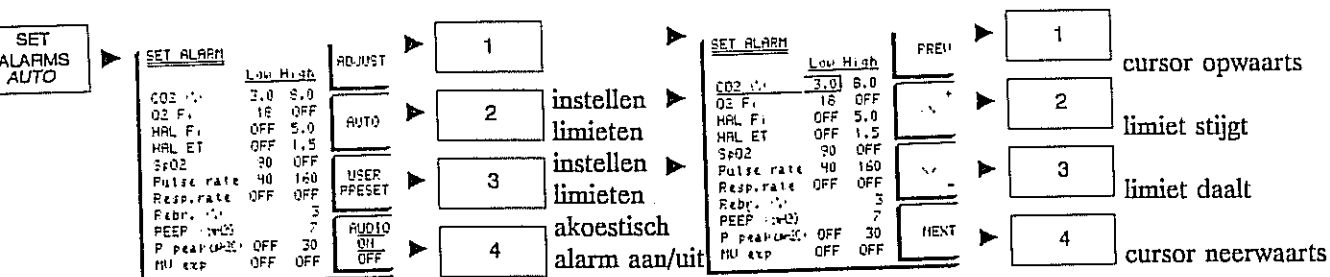 SET
ALARMS
AUTO
SET ALARM
Low High
CO2 3.0 8.0
O2 Fi 18 OFF
HAL Fi OFF 5.0
HAL ET OFF 1.5
SpO2 90 OFF
Pulse rate 40 160
Resp.rate OFF OFF
Rebr. 3
PEEP 7
P peak OFF 30
MV exp OFF OFF
ADJUST
AUTO
USER
PRESET
AUDIO
ON
OFF
1
2
instellen
limieten
3
instellen
limieten
4
akoestisch
alarm aan/uit
SET ALARM
Low High
CO2 3.0 8.0
O2 Fi 18 OFF
HAL Fi OFF 5.0
HAL ET OFF 1.5
SpO2 90 OFF
Pulse rate 40 160
Resp.rate OFF OFF
Rebr. 3
PEEP 7
P peak OFF 30
MV exp OFF OFF
PREV
+
-
NEXT
1
cursor opwaarts
2
limiet stijgt
3
limiet daalt
4
cursor neerwaarts